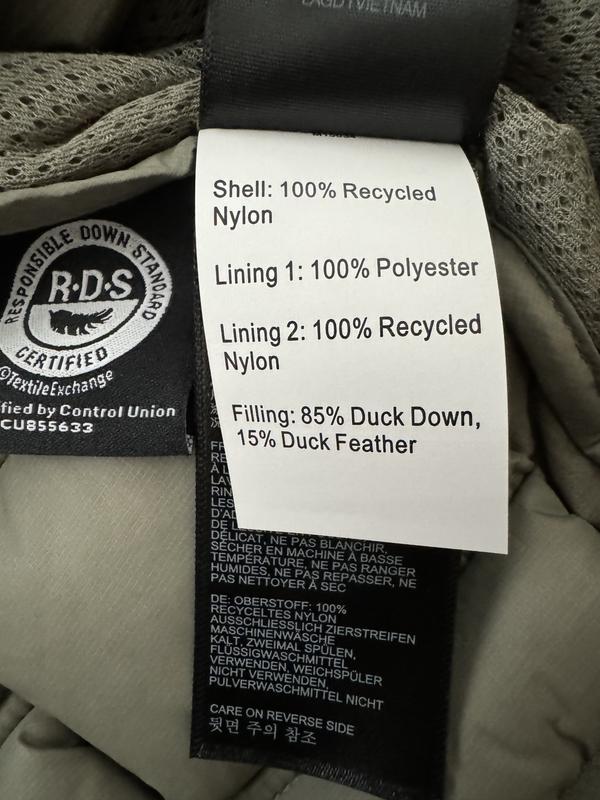 VIETNAM
Shell: 100% Recycled
Nylon
Lining 1: 100% Polyester
Lining 2: 100% Recycled
Nylon
Filling: 85% Duck Down,
15% Duck Feather
RESPONSIBLE DOWN STANDARD
R·D·S
CERTIFIED
©TextileExchange
fied by Control Union
CU855633
DÉLICAT, NE PAS BLANCHIR,
SÉCHER EN MACHINE À BASSE
TEMPÉRATURE, NE PAS RANGER
HUMIDES, NE PAS REPASSER, NE
PAS NETTOYER À SEC
DE: OBERSTOFF: 100%
RECYCELTES NYLON
AUSSCHLIESSLICH ZIERSTREIFEN
MASCHINENWÄSCHE
KALT, ZWEIMAL SPÜLEN,
FLÜSSIGWASCHMITTEL
VERWENDEN, WEICHSPÜLER
NICHT VERWENDEN,
PULVERWASCHMITTEL NICHT
CARE ON REVERSE SIDE
뒷면 주의 참조